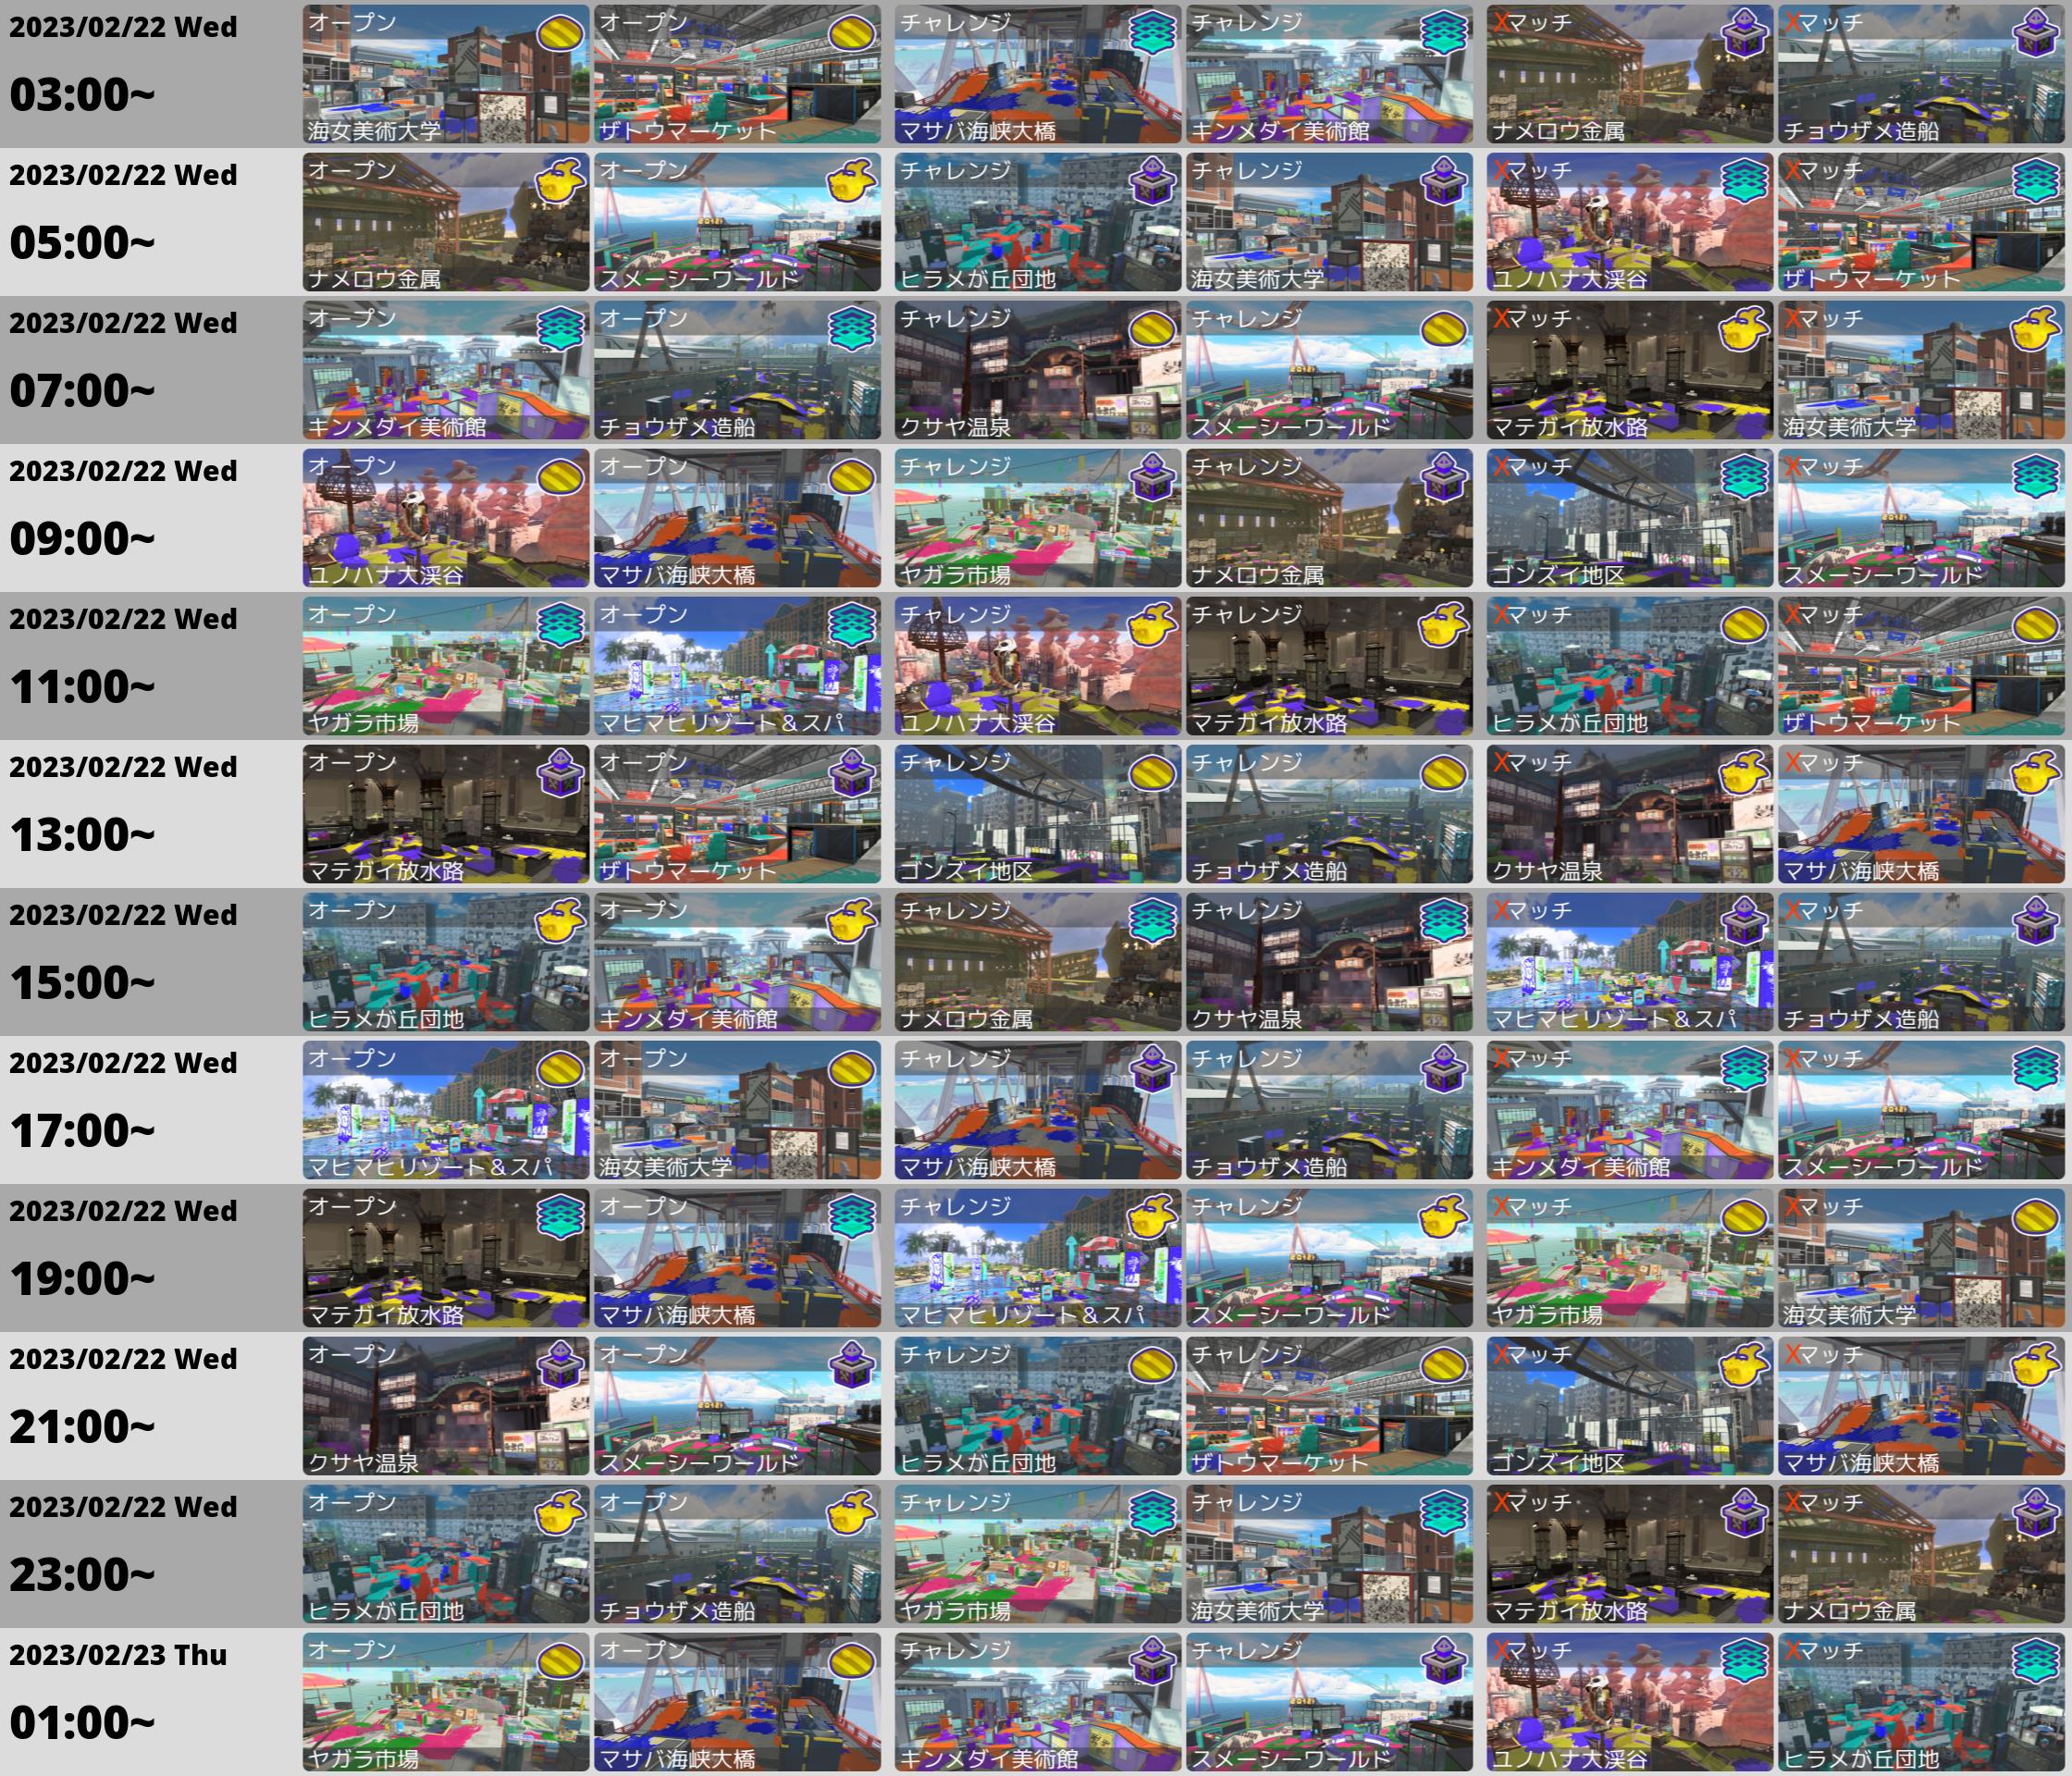 2023/02/22 Wed
03:00~
オープン オープン チャレンジ チャレンジ Xマッチ Xマッチ
海女美術大学 ザトウマーケット マサバ海峡大橋 キンメダイ美術館 ナメロウ金属 チョウザメ造船
2023/02/22 Wed
05:00~
オープン オープン チャレンジ チャレンジ Xマッチ Xマッチ
ナメロウ金属 スメーシーワールド ヒラメが丘団地 海女美術大学 ユノハナ大渓谷 ザトウマーケット
2023/02/22 Wed
07:00~
オープン オープン チャレンジ チャレンジ Xマッチ Xマッチ
キンメダイ美術館 チョウザメ造船 クサヤ温泉 スメーシーワールド マテガイ放水路 海女美術大学
2023/02/22 Wed
09:00~
オープン オープン チャレンジ チャレンジ Xマッチ Xマッチ
ユノハナ大渓谷 マサバ海峡大橋 ヤガラ市場 ナメロウ金属 ゴンズイ地区 スメーシーワールド
2023/02/22 Wed
11:00~
オープン オープン チャレンジ チャレンジ Xマッチ Xマッチ
ヤガラ市場 マヒマヒリゾート＆スパ ユノハナ大渓谷 マテガイ放水路 ヒラメが丘団地 ザトウマーケット
2023/02/22 Wed
13:00~
オープン オープン チャレンジ チャレンジ Xマッチ Xマッチ
マテガイ放水路 ザトウマーケット ゴンズイ地区 チョウザメ造船 クサヤ温泉 マサバ海峡大橋
2023/02/22 Wed
15:00~
オープン オープン チャレンジ チャレンジ Xマッチ Xマッチ
ヒラメが丘団地 キンメダイ美術館 ナメロウ金属 クサヤ温泉 マヒマヒリゾート＆スパ チョウザメ造船
2023/02/22 Wed
17:00~
オープン オープン チャレンジ チャレンジ Xマッチ Xマッチ
マヒマヒリゾート＆スパ 海女美術大学 マサバ海峡大橋 チョウザメ造船 キンメダイ美術館 スメーシーワールド
2023/02/22 Wed
19:00~
オープン オープン チャレンジ チャレンジ Xマッチ Xマッチ
マテガイ放水路 マサバ海峡大橋 マヒマヒリゾート＆スパ スメーシーワールド ヤガラ市場 海女美術大学
2023/02/22 Wed
21:00~
オープン オープン チャレンジ チャレンジ Xマッチ Xマッチ
クサヤ温泉 スメーシーワールド ヒラメが丘団地 ザトウマーケット ゴンズイ地区 マサバ海峡大橋
2023/02/22 Wed
23:00~
オープン オープン チャレンジ チャレンジ Xマッチ Xマッチ
ヒラメが丘団地 チョウザメ造船 ヤガラ市場 海女美術大学 マテガイ放水路 ナメロウ金属
2023/02/23 Thu
01:00~
オープン オープン チャレンジ チャレンジ Xマッチ Xマッチ
ヤガラ市場 マサバ海峡大橋 キンメダイ美術館 スメーシーワールド ユノハナ大渓谷 ヒラメが丘団地